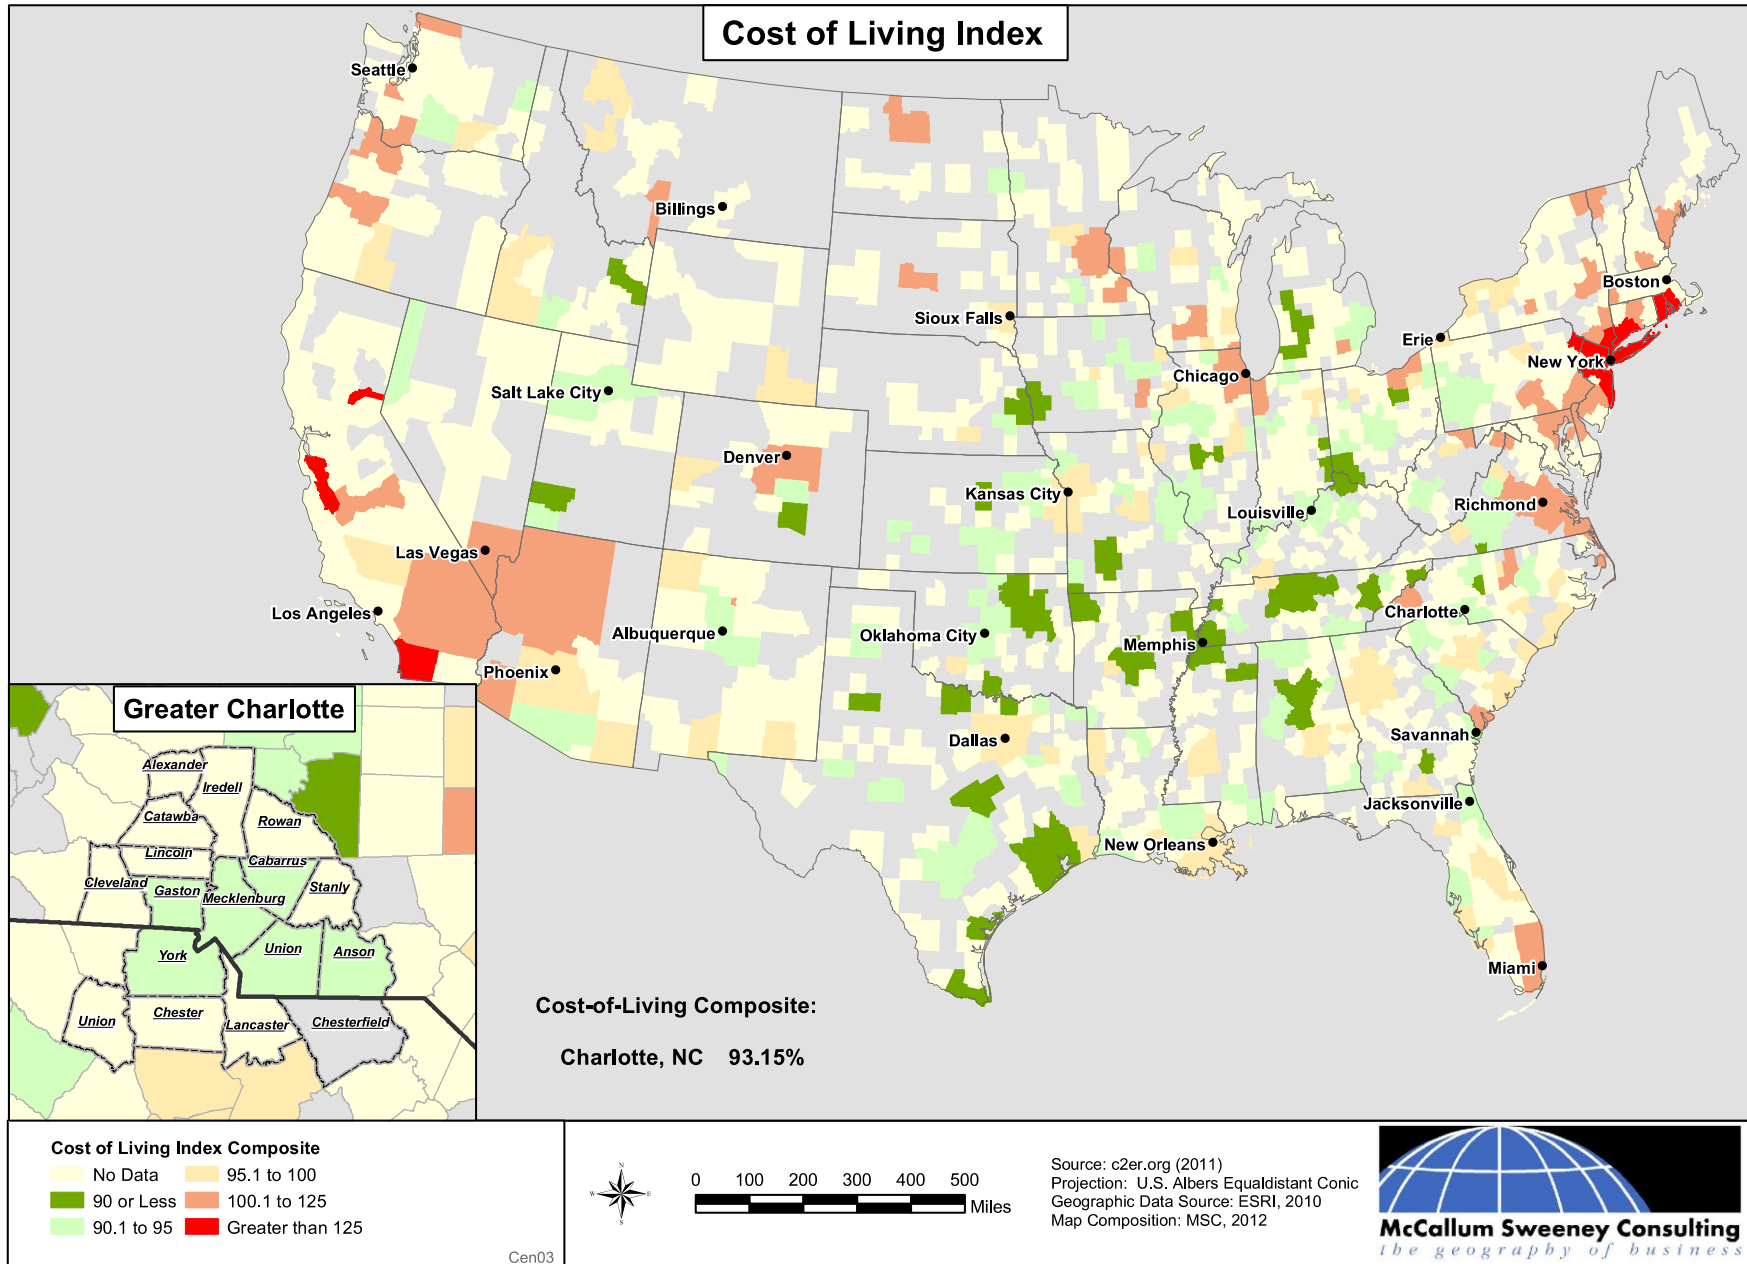 Cost of Living Index
Seattle
Billings
Sioux Falls
Boston
Erie
New York
Chicago
Salt Lake City
Denver
Kansas City
Louisville
Richmond
Las Vegas
Los Angeles
Albuquerque
Oklahoma City
Memphis
Charlotte
Phoenix
Dallas
Savannah
Jacksonville
New Orleans
Miami
Greater Charlotte
Alexander
Iredell
Catawba
Rowan
Lincoln
Cabarrus
Cleveland
Gaston
Mecklenburg
Stanly
York
Union
Anson
Union
Chester
Lancaster
Chesterfield
Cost-of-Living Composite:
Charlotte, NC 93.15%
Cost of Living Index Composite
No Data
95.1 to 100
90 or Less
100.1 to 125
90.1 to 95
Greater than 125
Cen03
N
W
E
S
0 100 200 300 400 500
Miles
Source: c2er.org (2011)
Projection: U.S. Albers Equaldistant Conic
Geographic Data Source: ESRI, 2010
Map Composition: MSC, 2012
McCallum Sweeney Consulting
the geography of business